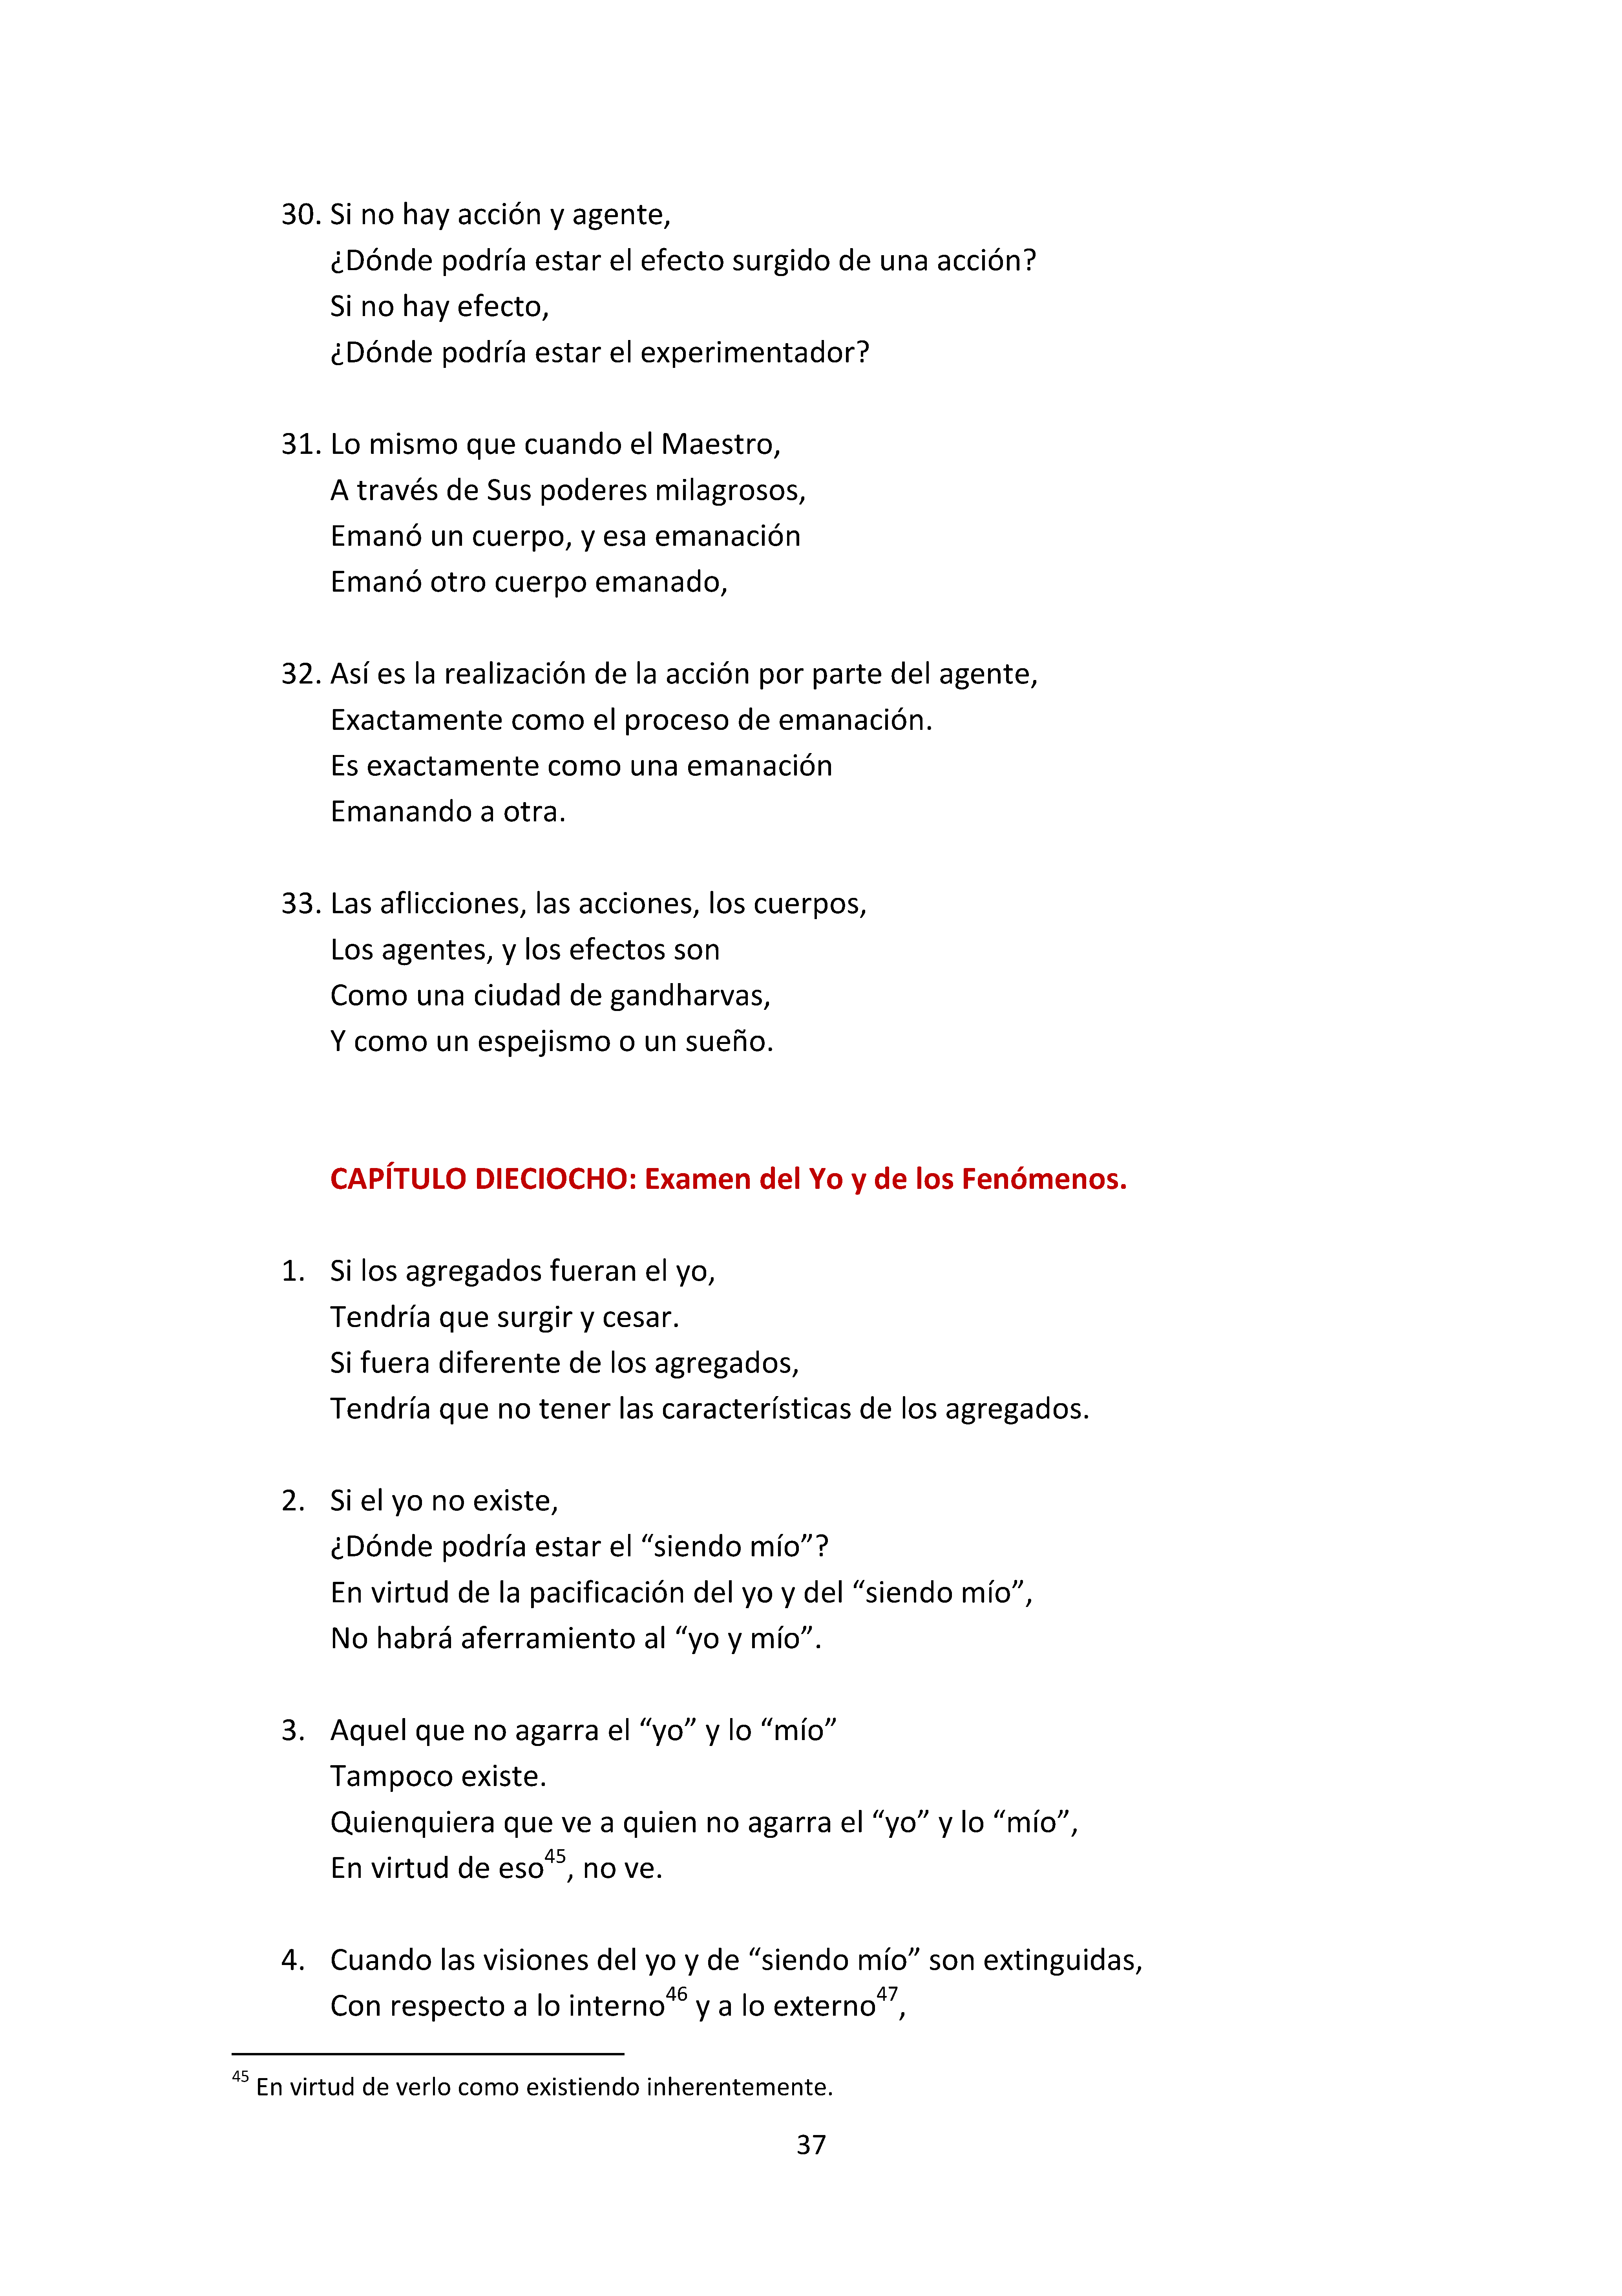 30. Si no hay acción y agente,
¿Dónde podría estar el efecto surgido de una acción?
Si no hay efecto,
¿Dónde podría estar el experimentador?
31. Lo mismo que cuando el Maestro,
A través de Sus poderes milagrosos,
Emanó un cuerpo, y esa emanación
Emanó otro cuerpo emanado,
32. Así es la realización de la acción por parte del agente,
Exactamente como el proceso de emanación.
Es exactamente como una emanación
Emanando a otra.
33. Las aflicciones, las acciones, los cuerpos,
Los agentes, y los efectos son
Como una ciudad de gandharvas,
Y como un espejismo o un sueño.
CAPÍTULO DIECIOCHO: Examen del Yo y de los Fenómenos.
1. Si los agregados fueran el yo,
Tendría que surgir y cesar.
Si fuera diferente de los agregados,
Tendría que no tener las características de los agregados.
2. Si el yo no existe,
¿Dónde podría estar el “siendo mío”?
En virtud de la pacificación del yo y del “siendo mío”,
No habrá aferramiento al “yo y mío”.
3. Aquel que no agarra el “yo” y lo “mío”
Tampoco existe.
Quienquiera que ve a quien no agarra el “yo” y lo “mío”,
En virtud de eso45, no ve.
4. Cuando las visiones del yo y de “siendo mío” son extinguidas,
Con respecto a lo interno46 y a lo externo47,
45 En virtud de verlo como existiendo inherentemente.
37